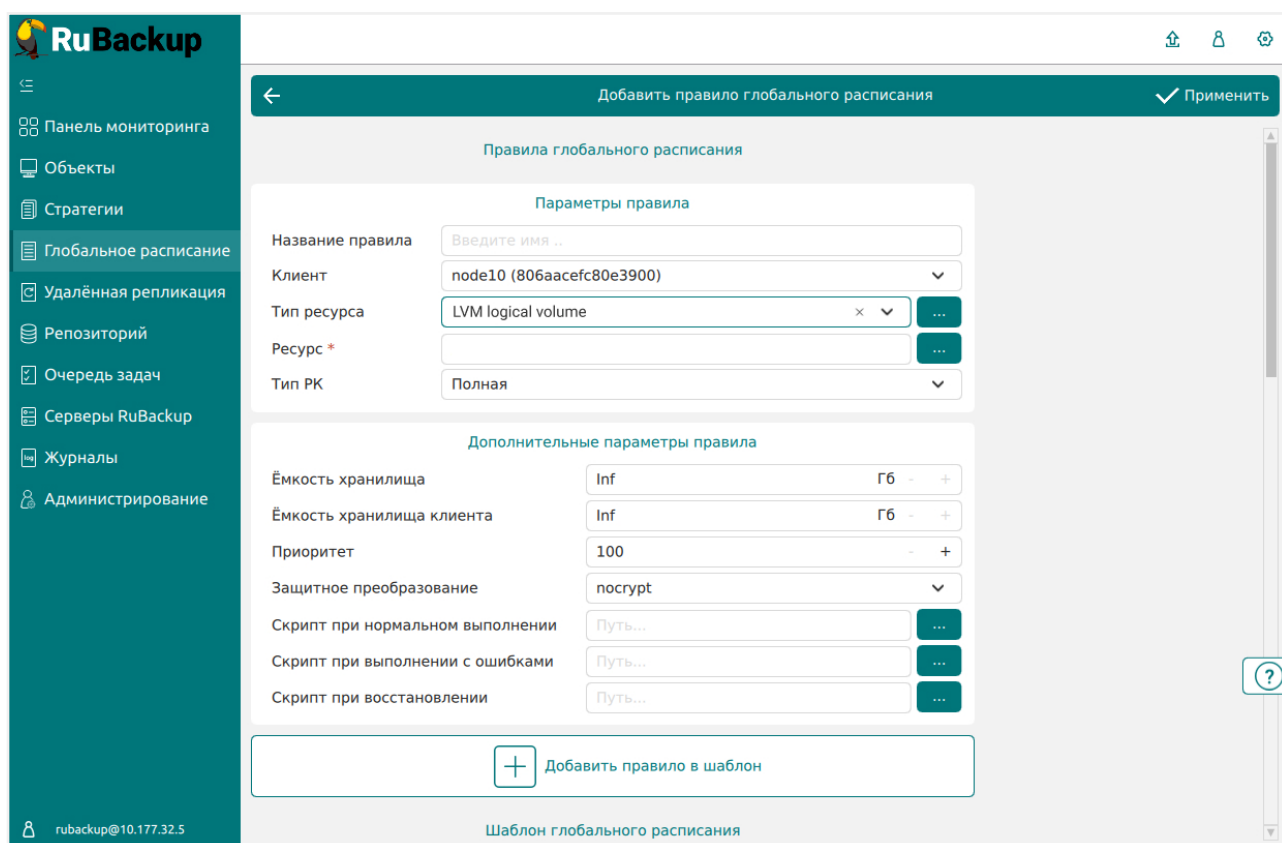 RuBackup
Панель мониторинга
Объекты
Стратегии
Глобальное расписание
Удалённая репликация
Репозиторий
Очередь задач
Серверы RuBackup
Журналы
Администрирование
rubackup@10.177.32.5
Добавить правило глобального расписания
Применить
Правила глобального расписания
Параметры правила
Название правила Введите имя ..
Клиент node10 (806aacefc80e3900)
Тип ресурса LVM logical volume × ...
Ресурс * ...
Тип РК Полная
Дополнительные параметры правила
Ёмкость хранилища Inf Гб - +
Ёмкость хранилища клиента Inf Гб - +
Приоритет 100 - +
Защитное преобразование nocrypt
Скрипт при нормальном выполнении Путь... ...
Скрипт при выполнении с ошибками Путь... ...
Скрипт при восстановлении Путь... ...
Добавить правило в шаблон
Шаблон глобального расписания
?